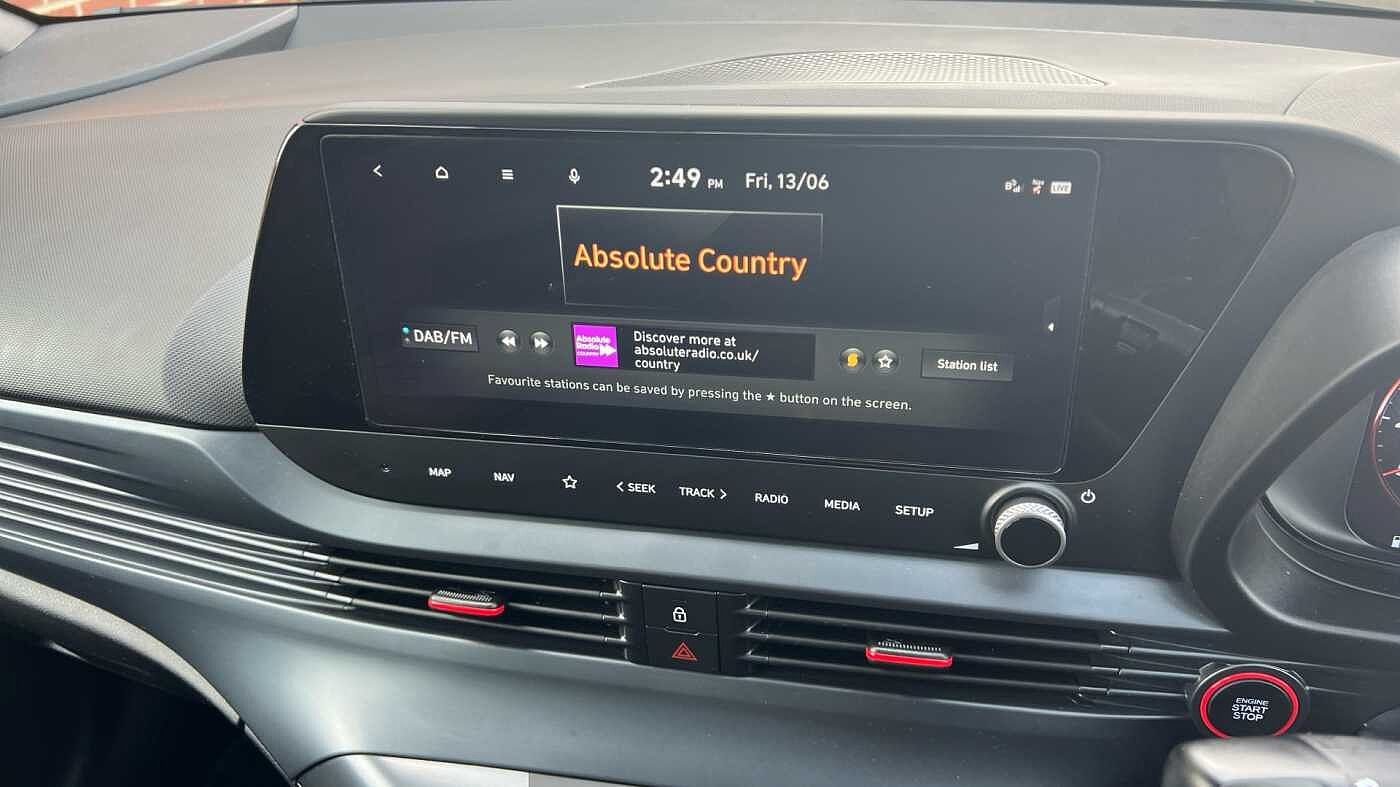 2:49 PM Fri, 13/06
LIVE
Absolute Country
DAB/FM
Absolute
Radio
COUNTRY
Discover more at
absoluteradio.co.uk/
country
Station list
Favourite stations can be saved by pressing the ★ button on the screen.
MAP
NAV
SEEK
TRACK
RADIO
MEDIA
SETUP
ENGINE
START
STOP